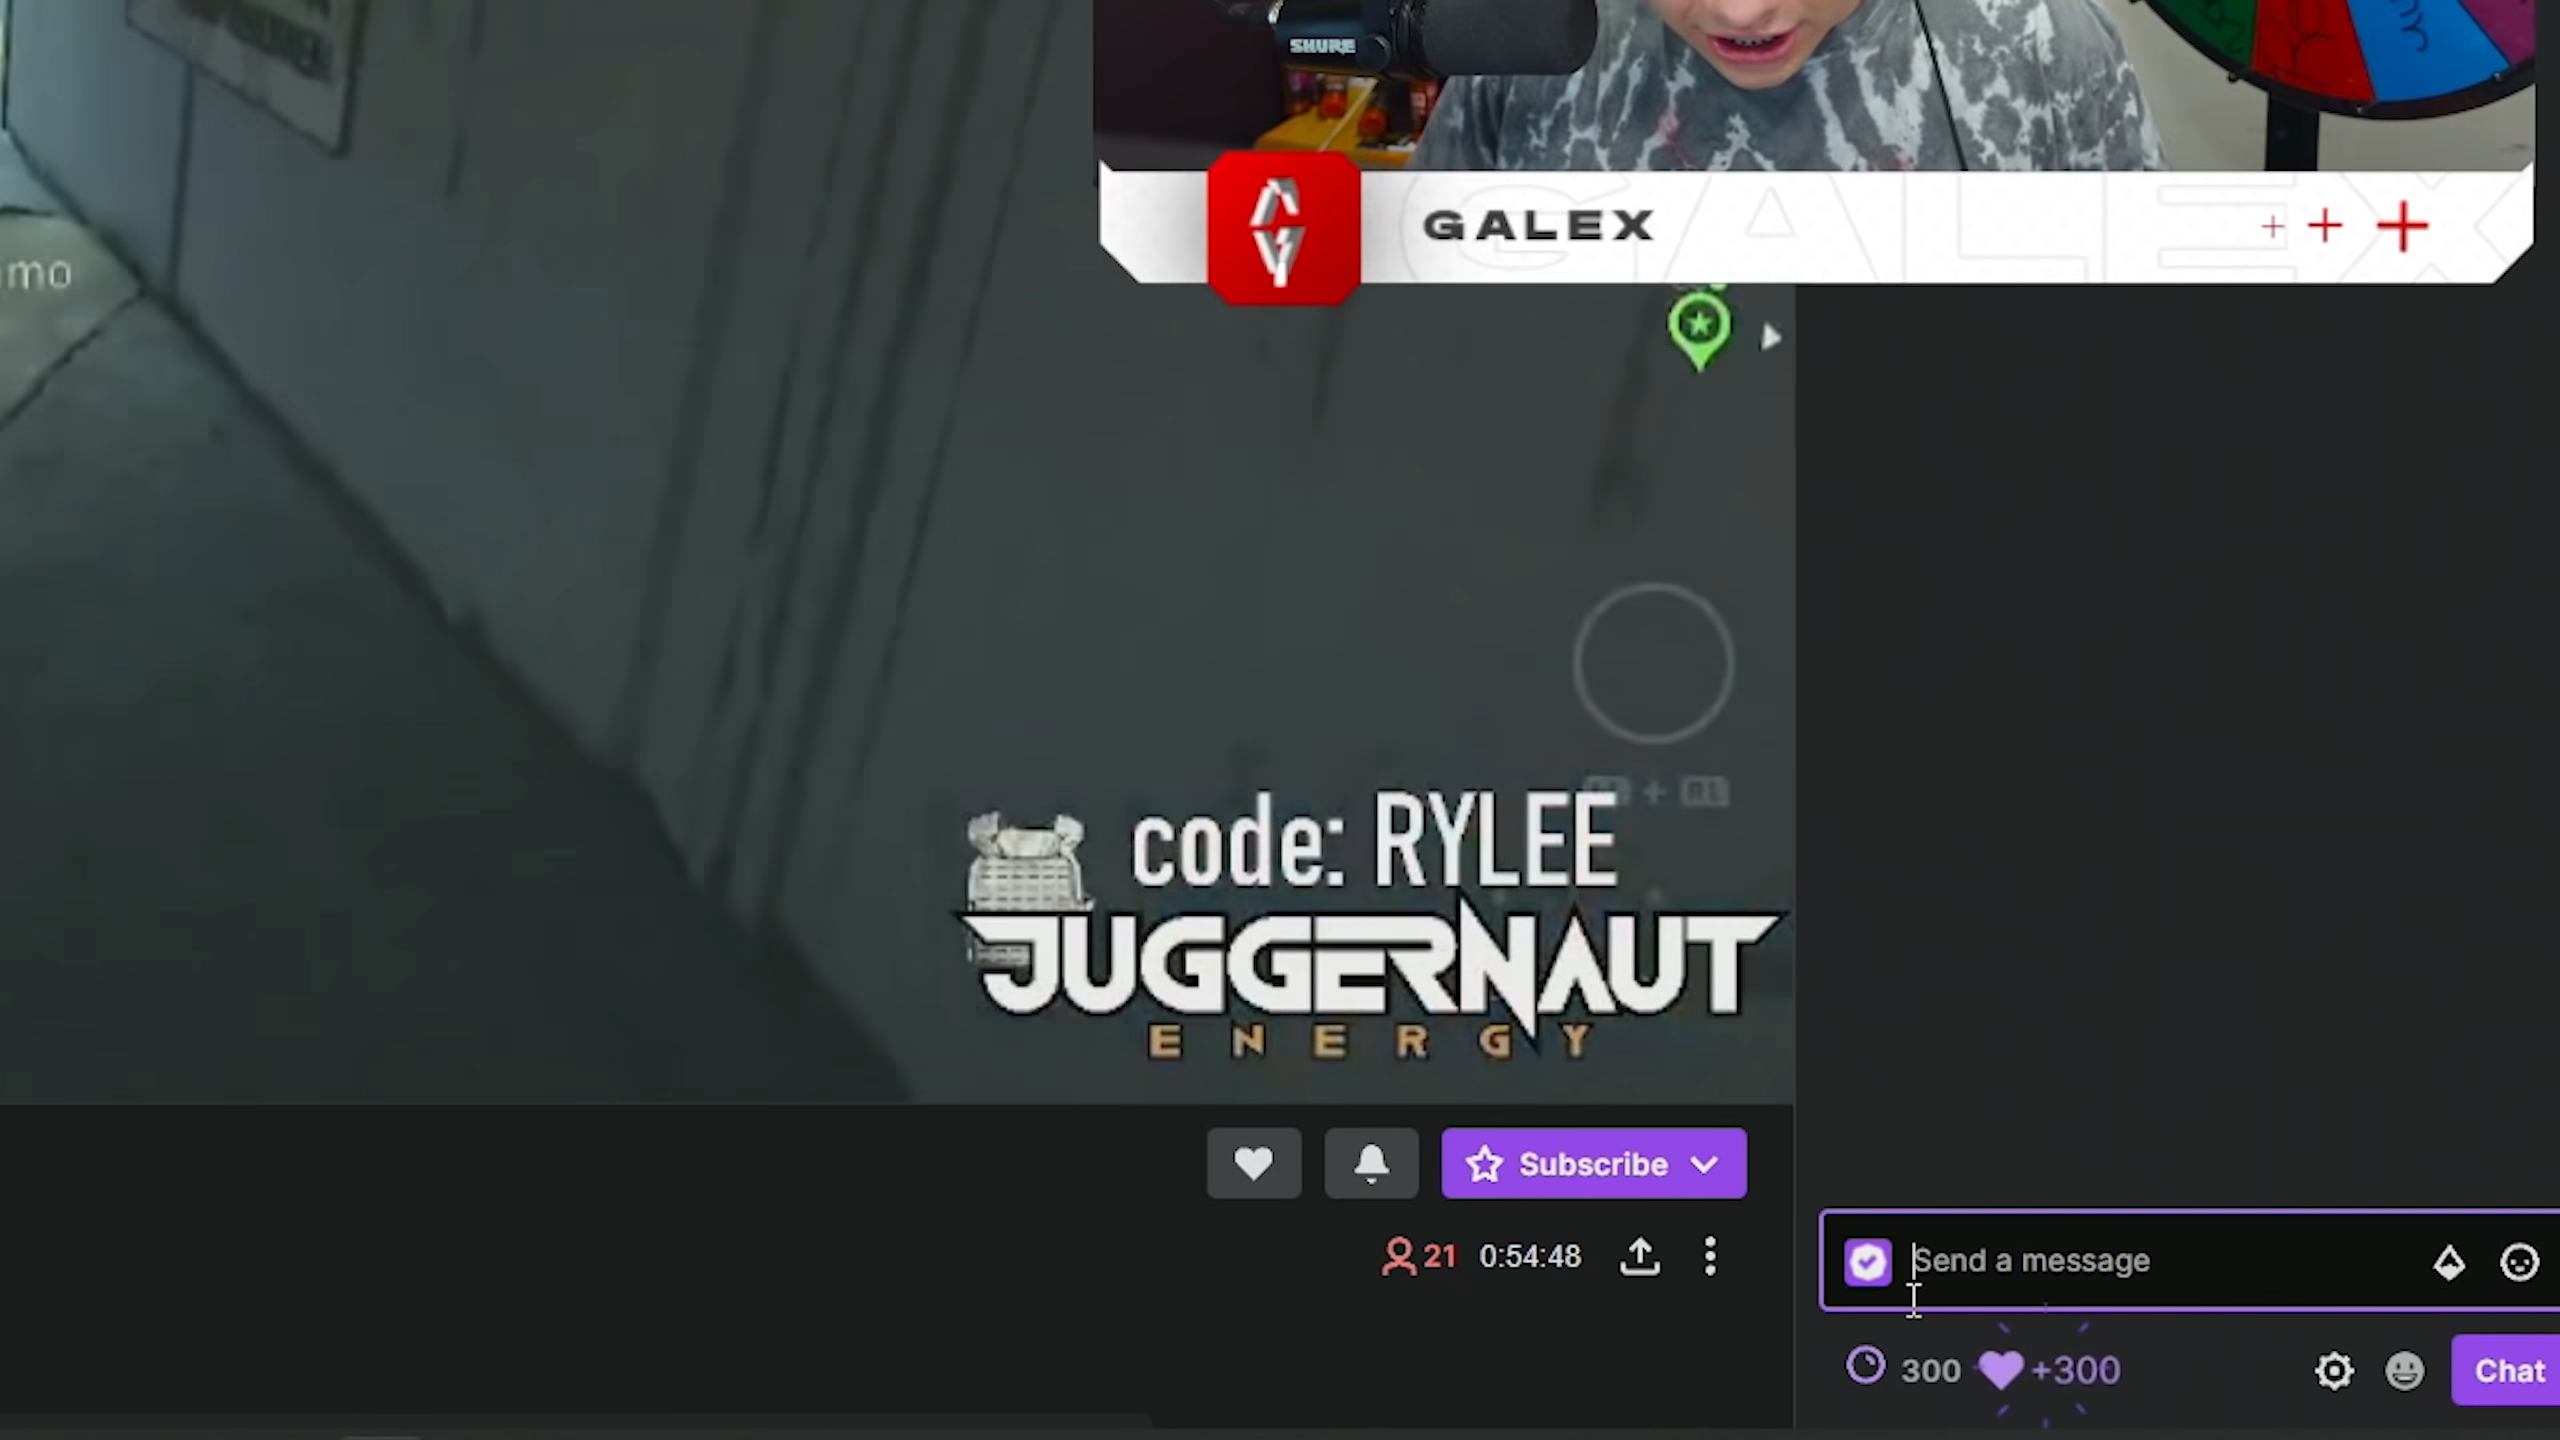 SHURE
GALEX
mo
code: RYLEE
JUGGERNAUT
ENERGY
Subscribe
21 0:54:48
Send a message
300 +300
Chat